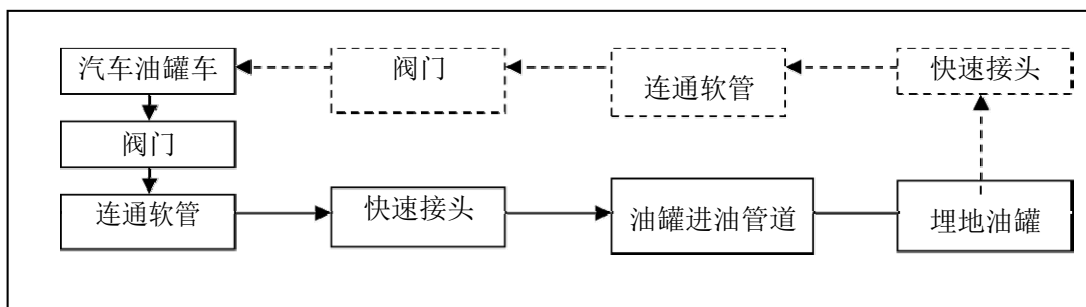 汽车油罐车
阀门
连通软管
快速接头
阀门
连通软管
快速接头
油罐进油管道
埋地油罐